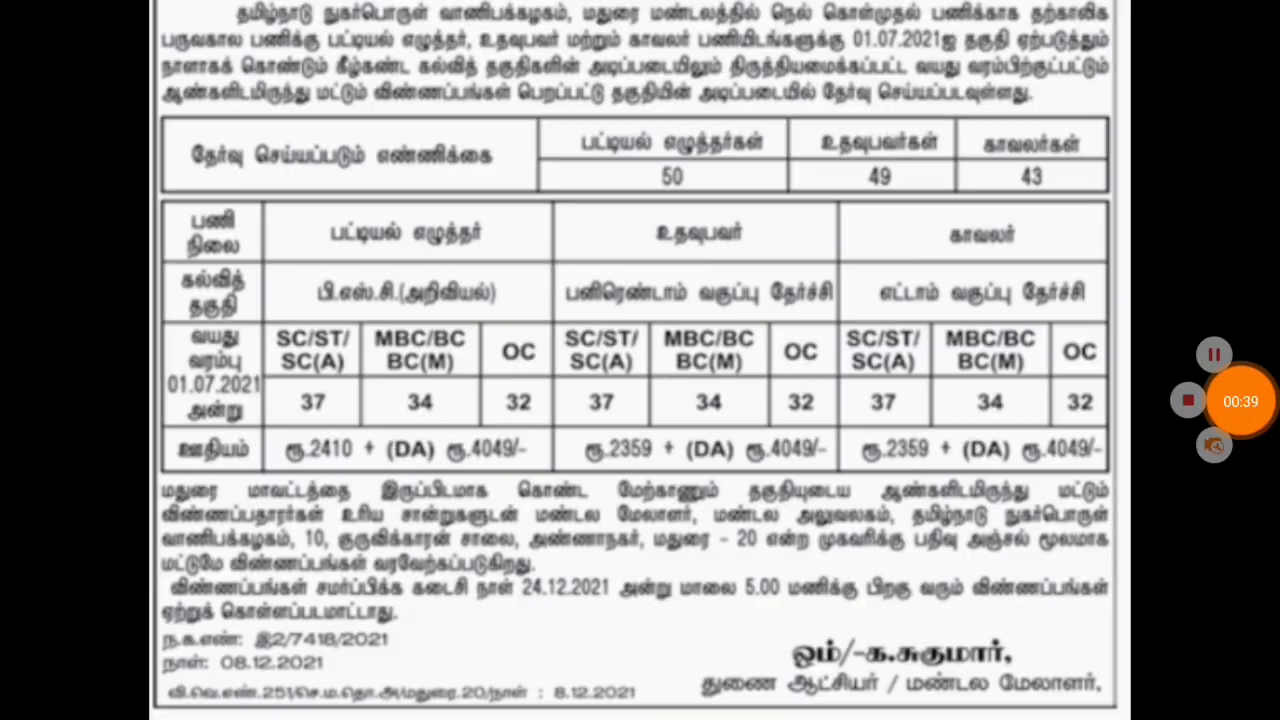 தமிழ்நாடு நுகர்பொருள் வாணிபக்கழகம், மதுரை மண்டலத்தில் நெல் கொள்முதல் பணிக்காக தற்காலிக
பருவகால பணிக்கு பட்டியல் எழுத்தர், உதவுபவர் மற்றும் காவலர் பணியிடங்களுக்கு 01.07.2021ஐ தகுதி ஏற்படுத்தும்
நாளாகக் கொண்டும் கீழ்கண்ட கல்வித் தகுதிகளின் அடிப்படையிலும் திருத்தியமைக்கப்பட்ட வயது வரம்பிற்குட்பட்டும்
ஆண்களிடமிருந்து மட்டும் விண்ணப்பங்கள் பெறப்பட்டு தகுதியின் அடிப்படையில் தேர்வு செய்யப்படவுள்ளது.
தேர்வு செய்யப்படும் எண்ணிக்கை பட்டியல் எழுத்தர்கள் உதவுபவர்கள் காவலர்கள்
50 49 43
பணி நிலை பட்டியல் எழுத்தர் உதவுபவர் காவலர்
கல்வித் தகுதி பி.எஸ்.சி.(அறிவியல்) பனிரெண்டாம் வகுப்பு தேர்ச்சி எட்டாம் வகுப்பு தேர்ச்சி
வயது SC/ST/ MBC/BC OC SC/ST/ MBC/BC OC SC/ST/ MBC/BC OC
வரம்பு SC(A) BC(M) SC(A) BC(M) SC(A) BC(M)
01.07.2021
அன்று 37 34 32 37 34 32 37 34 32
ஊதியம் ரூ.2410 + (DA) ரூ.4049/- ரூ.2359 + (DA) ரூ.4049/- ரூ.2359 + (DA) ரூ.4049/-
மதுரை மாவட்டத்தை இருப்பிடமாக கொண்ட மேற்காணும் தகுதியுடைய ஆண்களிடமிருந்து மட்டும்
விண்ணப்பதாரர்கள் உரிய சான்றுகளுடன் மண்டல மேலாளர், மண்டல அலுவலகம், தமிழ்நாடு நுகர்பொருள்
வாணிபக்கழகம், 10, குருவிக்காரன் சாலை, அண்ணாநகர், மதுரை - 20 என்ற முகவரிக்கு பதிவு அஞ்சல் மூலமாக
மட்டுமே விண்ணப்பங்கள் வரவேற்கப்படுகிறது.
விண்ணப்பங்கள் சமர்ப்பிக்க கடைசி நாள் 24.12.2021 அன்று மாலை 5.00 மணிக்கு பிறகு வரும் விண்ணப்பங்கள்
ஏற்றுக் கொள்ளப்படமாட்டாது.
ந.க.எண்: இ2/7418/2021
நாள்: 08.12.2021
ஓம்/-க.சுகுமார்,
துணை ஆட்சியர் / மண்டல மேலாளர்,
வி.வெ.எண்.251/செ.ம.தொ.அ/மதுரை.20/நாள் : 8.12.2021
00:39